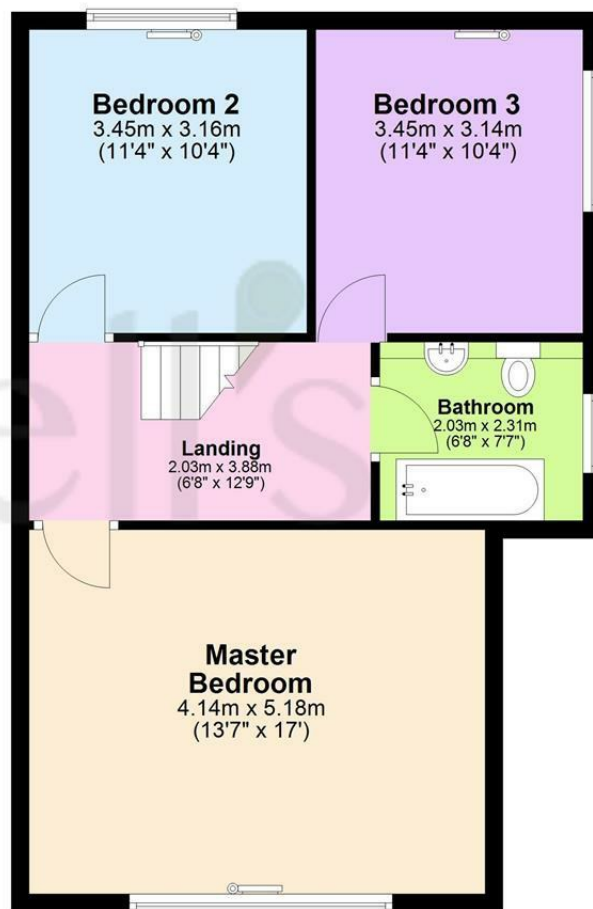 Bedroom 2
3.45m x 3.16m
(11'4" x 10'4")
Bedroom 3
3.45m x 3.14m
(11'4" x 10'4")
Bathroom
2.03m x 2.31m
(6'8" x 7'7")
Landing
2.03m x 3.88m
(6'8" x 12'9")
Master
Bedroom
4.14m x 5.18m
(13'7" x 17')